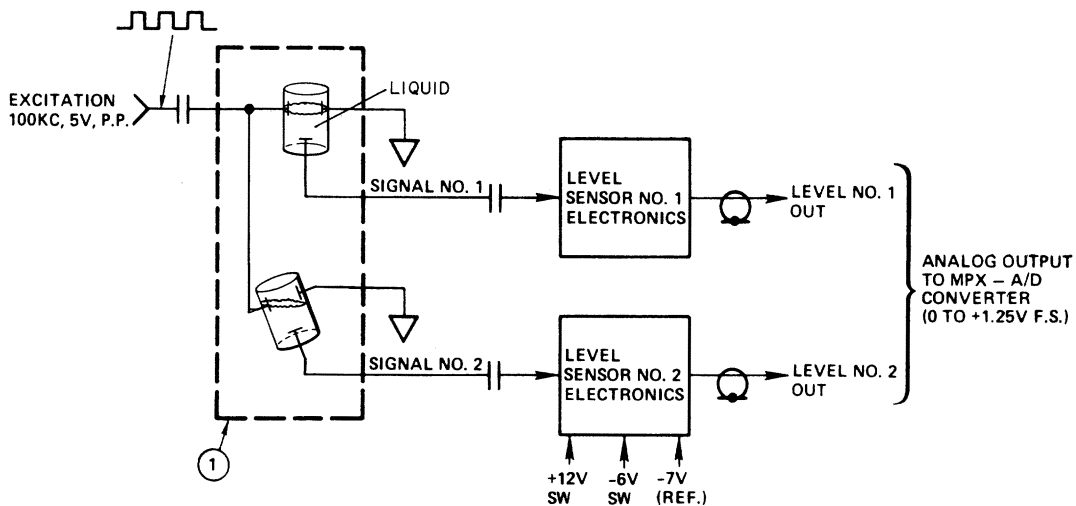 EXCITATION
100KC, 5V, P.P.
LIQUID
SIGNAL NO. 1
LEVEL
SENSOR NO. 1
ELECTRONICS
LEVEL NO. 1
OUT
ANALOG OUTPUT
TO MPX – A/D
CONVERTER
(0 TO +1.25V F.S.)
SIGNAL NO. 2
LEVEL
SENSOR NO. 2
ELECTRONICS
LEVEL NO. 2
OUT
1
+12V
SW
-6V
SW
-7V
(REF.)